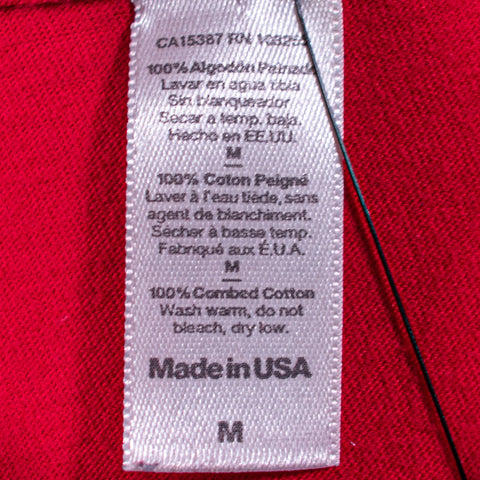 CA15387 RN
100% Algodón Peinado
Lavar en agua tibia
Sin blanqueador
Secar a temp. baja.
Hecho en EE.UU.
M
100% Coton Peigné
Laver à l'eau tiède, sans
agent de blanchiment.
Sécher à basse temp.
Fabriqué aux É.U.A.
M
100% Combed Cotton
Wash warm, do not
bleach, dry low.
Made in USA
M